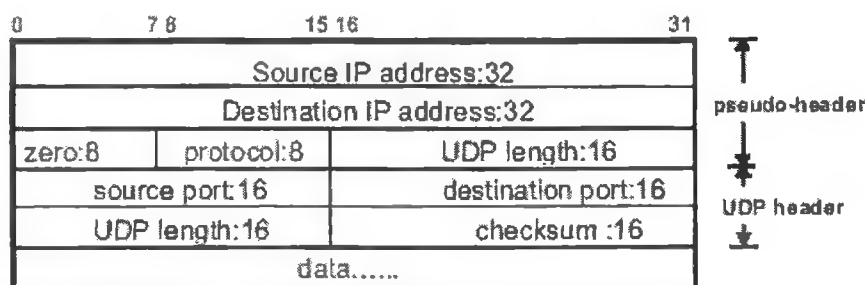 0 7 8 15 16 31
Source IP address:32
Destination IP address:32
pseudo-header
zero:8 protocol:8 UDP length:16
source port:16 destination port:16
UDP header
UDP length:16 checksum :16
data......